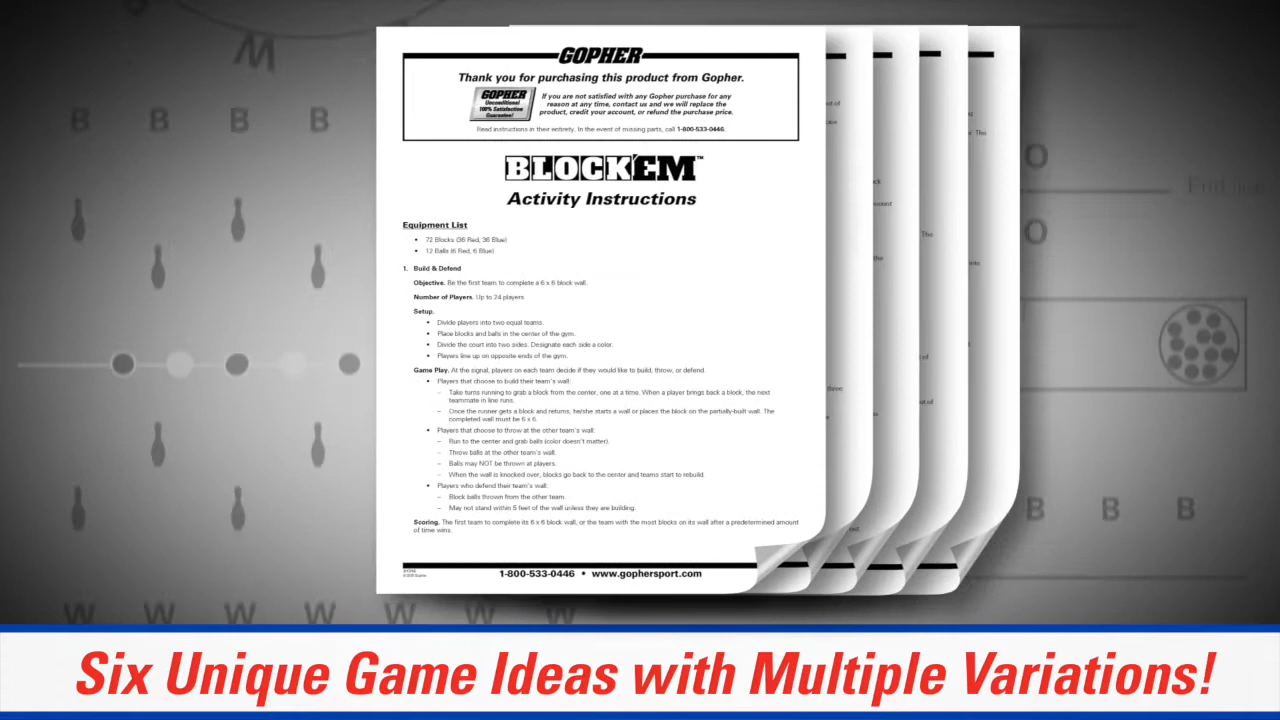 GOPHER
Thank you for purchasing this product from Gopher.
GOPHER
Unconditional
100% Satisfaction
Guarantee!
If you are not satisfied with any Gopher purchase for any
reason at any time, contact us and we will replace the
product, credit your account, or refund the purchase price.
Read instructions in their entirety. In the event of missing parts, call 1-800-533-0446.
BLOCK'EM™
Activity Instructions
Equipment List
• 72 Blocks (36 Red, 36 Blue)
• 12 Balls (6 Red, 6 Blue)
1. Build & Defend
Objective. Be the first team to complete a 6 x 6 block wall.
Number of Players. Up to 24 players
Setup.
• Divide players into two equal teams.
• Place blocks and balls in the center of the gym.
• Divide the court into two sides. Designate each side a color.
• Players line up on opposite ends of the gym.
Game Play. At the signal, players on each team decide if they would like to build, throw, or defend.
• Players that choose to build their team's wall:
– Take turns running to grab a block from the center, one at a time. When a player brings back a block, the next
teammate in line runs.
– Once the runner gets a block and returns, he/she starts a wall or places the block on the partially-built wall. The
completed wall must be 6 x 6.
• Players that choose to throw at the other team's wall:
– Run to the center and grab balls (color doesn't matter).
– Throw balls at the other team's wall.
– Balls may NOT be thrown at players.
– When the wall is knocked over, blocks go back to the center and teams start to rebuild.
• Players who defend their team's wall:
– Block balls thrown from the other team.
– May not stand within 5 feet of the wall unless they are building.
Scoring. The first team to complete its 6 x 6 block wall, or the team with the most blocks on its wall after a predetermined amount
of time wins.
1-800-533-0446 • www.gophersport.com
M
B B B
O
End
O
B B B
W W W W W W W
Six Unique Game Ideas with Multiple Variations!